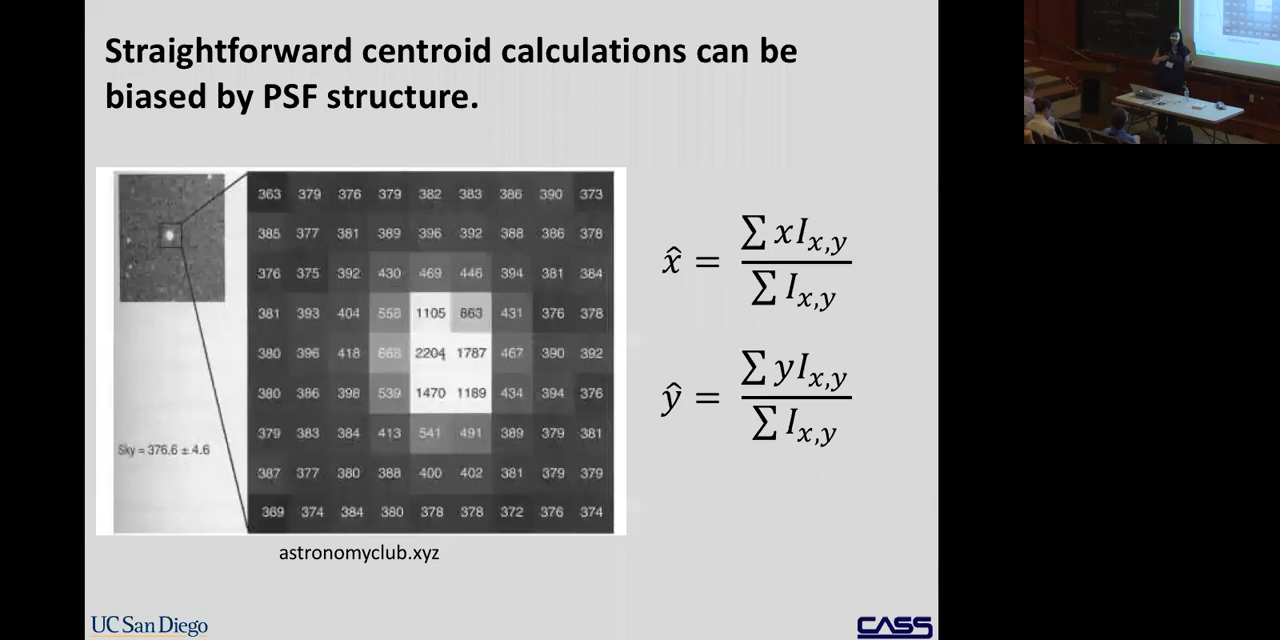 Straightforward centroid calculations can be
biased by PSF structure.
363 379 376 379 382 383 386 390 373
385 377 381 389 396 392 388 386 378
376 375 392 430 469 446 394 381 384
381 393 404 558 1105 863 431 376 378
380 396 418 668 2204 1787 467 390 392
380 386 398 539 1470 1189 434 394 376
379 383 384 413 541 491 389 379 381
387 377 380 388 400 402 381 379 379
369 374 384 380 378 378 372 376 374
Sky = 376.6 ± 4.6
astronomyclub.xyz
x̂ = ∑ xI_{x,y} / ∑ I_{x,y}
ŷ = ∑ yI_{x,y} / ∑ I_{x,y}
UC San Diego
CASS